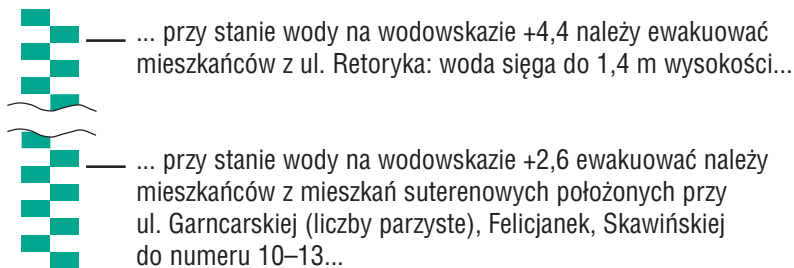 ... przy stanie wody na wodowskazie +4,4 należy ewakuować
mieszkańców z ul. Retoryka: woda sięga do 1,4 m wysokości...
... przy stanie wody na wodowskazie +2,6 ewakuować należy
mieszkańców z mieszkań suterenowych położonych przy
ul. Garncarskiej (liczby parzyste), Felicjanek, Skawińskiej
do numeru 10–13...